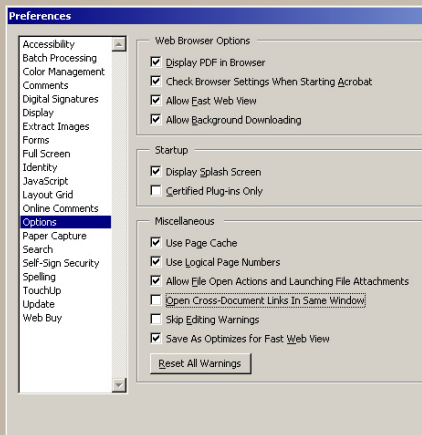 Preferences
Accessibility
Batch Processing
Color Management
Comments
Digital Signatures
Display
Extract Images
Forms
Full Screen
Identity
JavaScript
Layout Grid
Online Comments
Options
Paper Capture
Search
Self-Sign Security
Spelling
TouchUp
Update
Web Buy
Web Browser Options
Display PDF in Browser
Check Browser Settings When Starting Acrobat
Allow Fast Web View
Allow Background Downloading
Startup
Display Splash Screen
Certified Plug-ins Only
Miscellaneous
Use Page Cache
Use Logical Page Numbers
Allow File Open Actions and Launching File Attachments
Open Cross-Document Links In Same Window
Skip Editing Warnings
Save As Optimizes for Fast Web View
Reset All Warnings